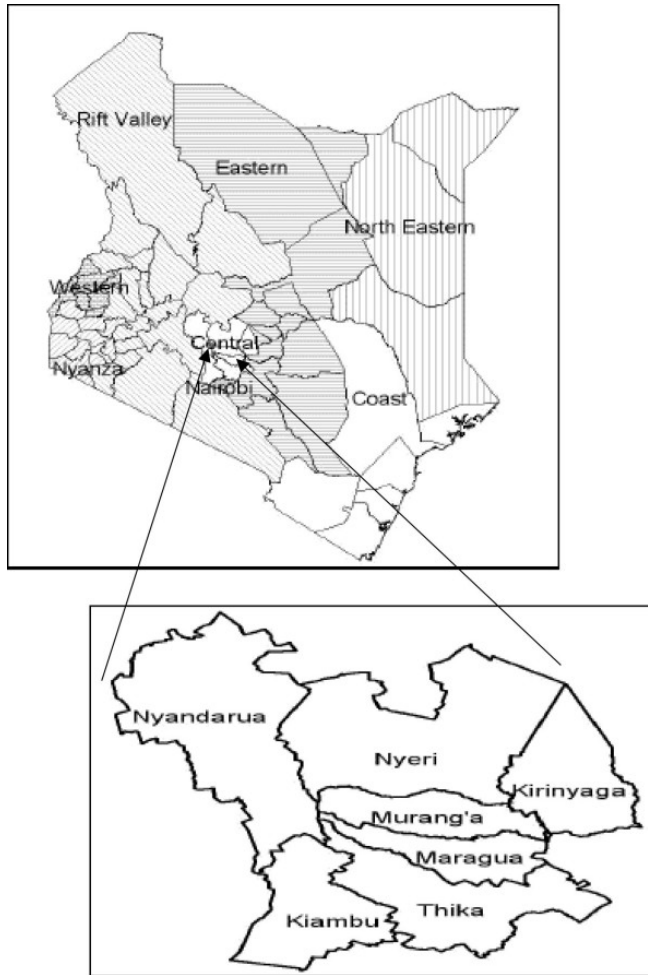 Rift Valley
Eastern
North Eastern
Western
Central
Nyanza
Nairobi
Coast
Nyandarua
Nyeri
Kirinyaga
Murang'a
Maragua
Kiambu
Thika